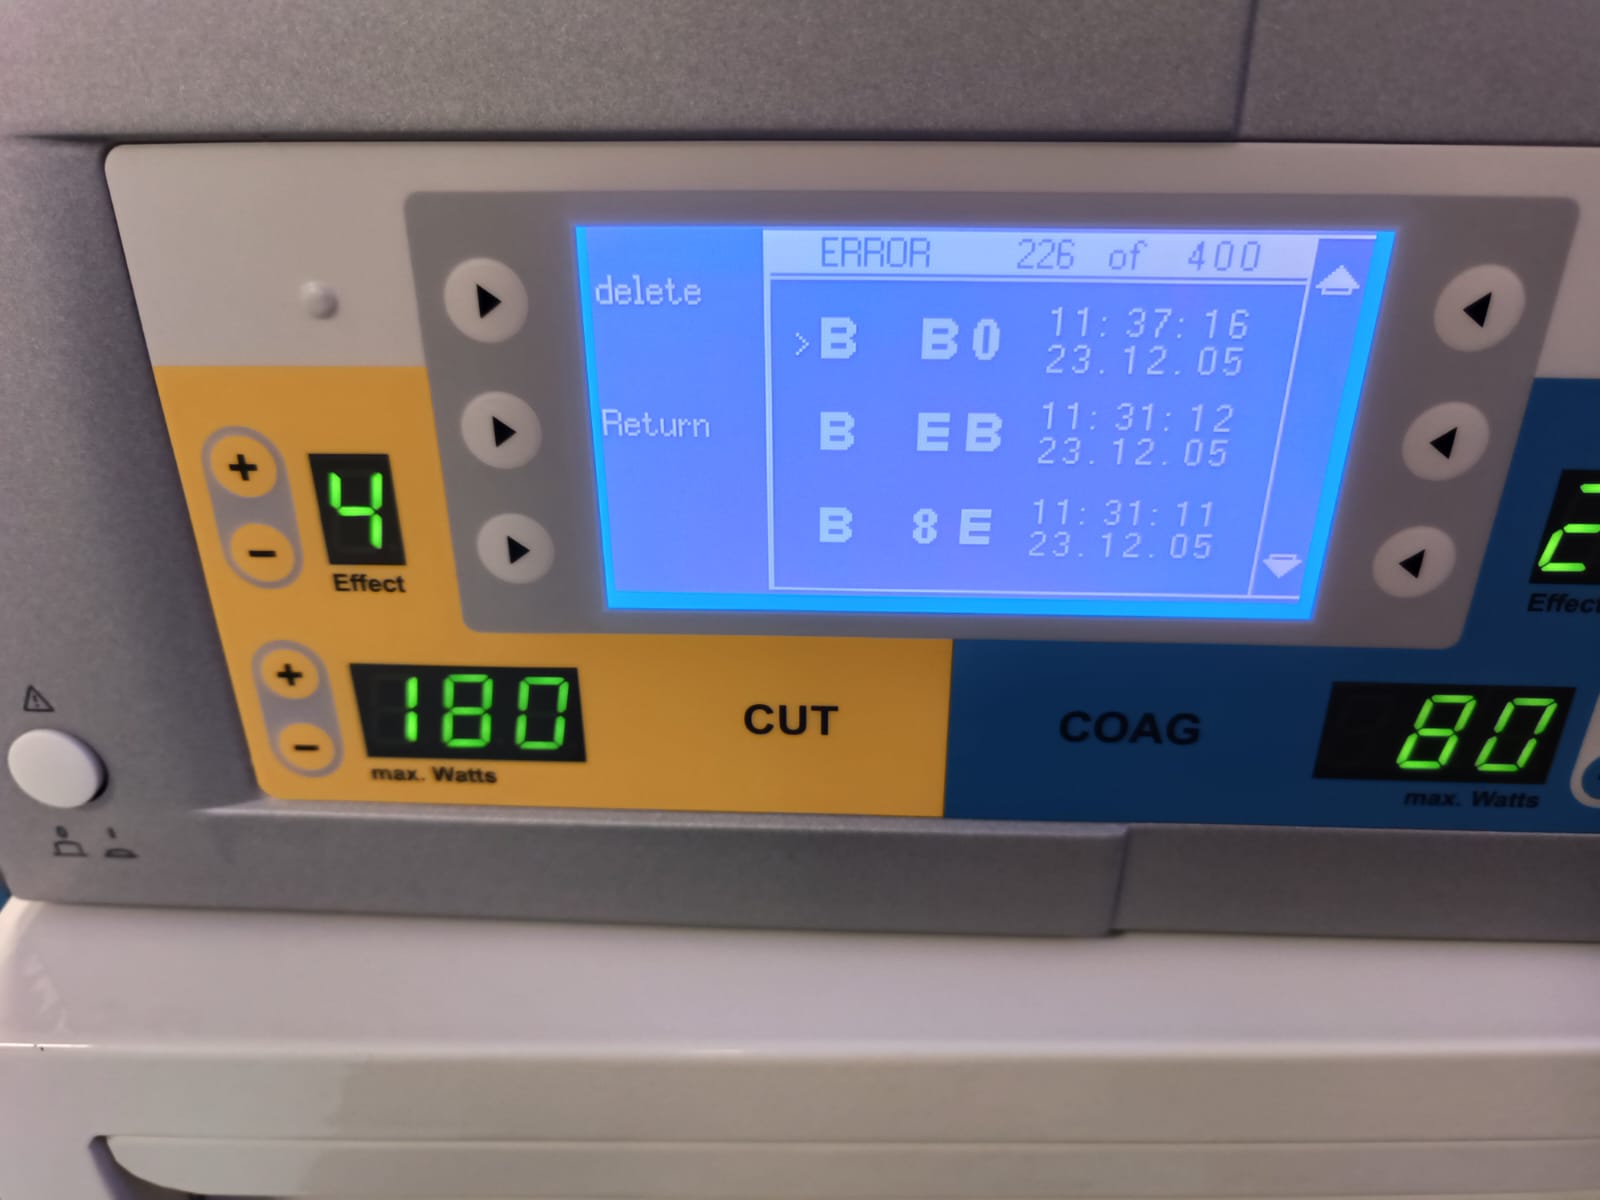 ERROR 226 of 400
delete
> B B0 11:37:16
23.12.05
Return
B EB 11:31:12
23.12.05
B 8E 11:31:11
23.12.05
+
-
4
Effect
2
+
-
180
max. Watts
CUT
COAG
80
max. Watts